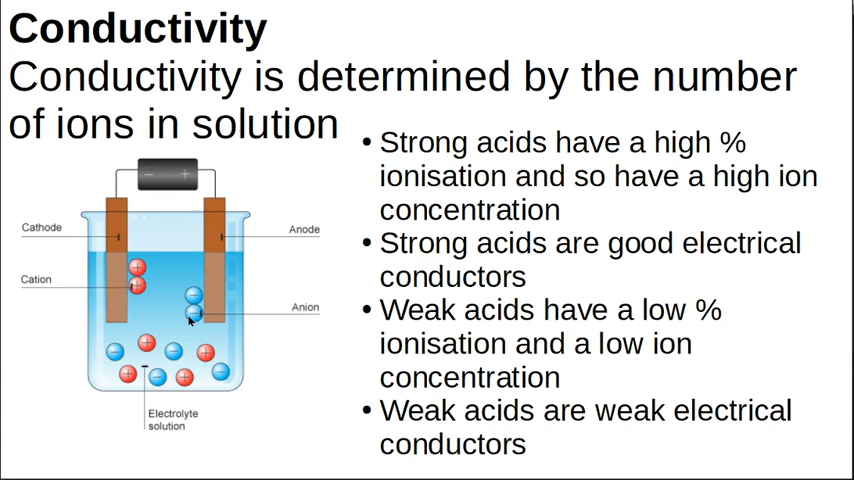 Conductivity
Conductivity is determined by the number
of ions in solution
• Strong acids have a high %
ionisation and so have a high ion
concentration
• Strong acids are good electrical
conductors
• Weak acids have a low %
ionisation and a low ion
concentration
• Weak acids are weak electrical
conductors
Cathode
Anode
Cation
Anion
Electrolyte
solution